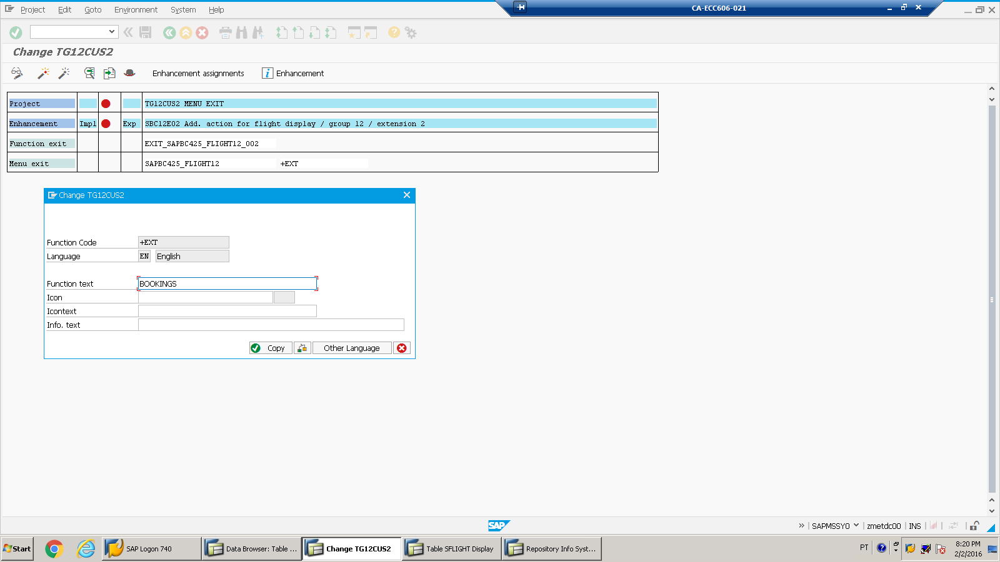 Project Edit Goto Environment System Help
CA-ECC606-021
Change TG12CUS2
Enhancement assignments Enhancement
Project TG12CUS2 MENU EXIT
Enhancement Impl Exp SBC12E02 Add. action for flight display / group 12 / extension 2
Function exit EXIT_SAPBC425_FLIGHT12_002
Menu exit SAPBC425_FLIGHT12 +EXT
Change TG12CUS2
Function Code +EXT
Language EN English
Function text BOOKINGS
Icon
Icontext
Info. text
Copy Other Language
SAP
SAPMSSY0 zmetdc00 INS
Start SAP Logon 740 Data Browser: Table ... Change TG12CUS2 Table SFLIGHT Display Repository Info Syst... PT 8:20 PM
2/2/2016